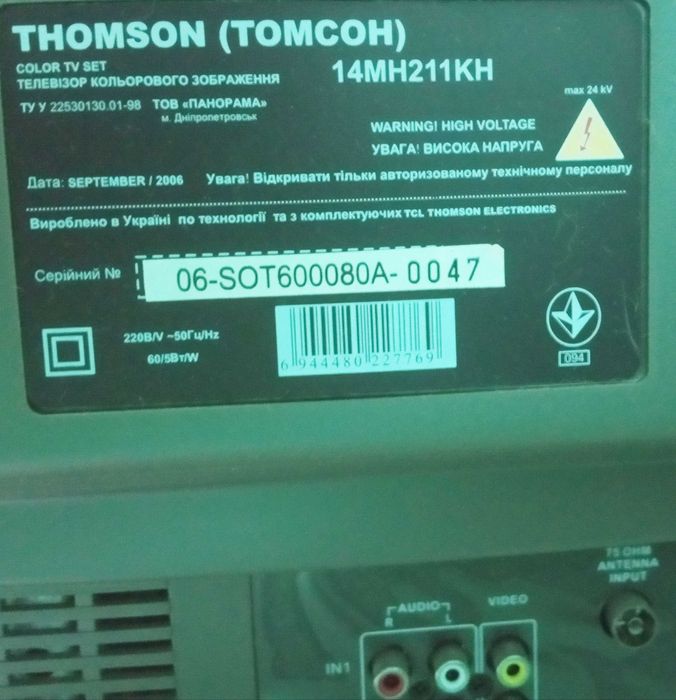 THOMSON (ТОМСОН)
COLOR TV SET
ТЕЛЕВІЗОР КОЛЬОРОВОГО ЗОБРАЖЕННЯ
14MH211KH
ТУ У 22530130.01-98 ТОВ «ПАНОРАМА»
м. Дніпропетровськ
max 24 kV
WARNING! HIGH VOLTAGE
УВАГА! ВИСОКА НАПРУГА
Дата: SEPTEMBER / 2006 Увага! Відкривати тільки авторизованому технічному персоналу
Вироблено в Україні по технології та з комплектуючих TCL THOMSON ELECTRONICS
Серійний № 06-SOT600080A-0047
220В/V ~50Гц/Hz
60/5Вт/W
6 944480 227769
094
75 OHM
ANTENNA
INPUT
AUDIO
R L
VIDEO
IN1